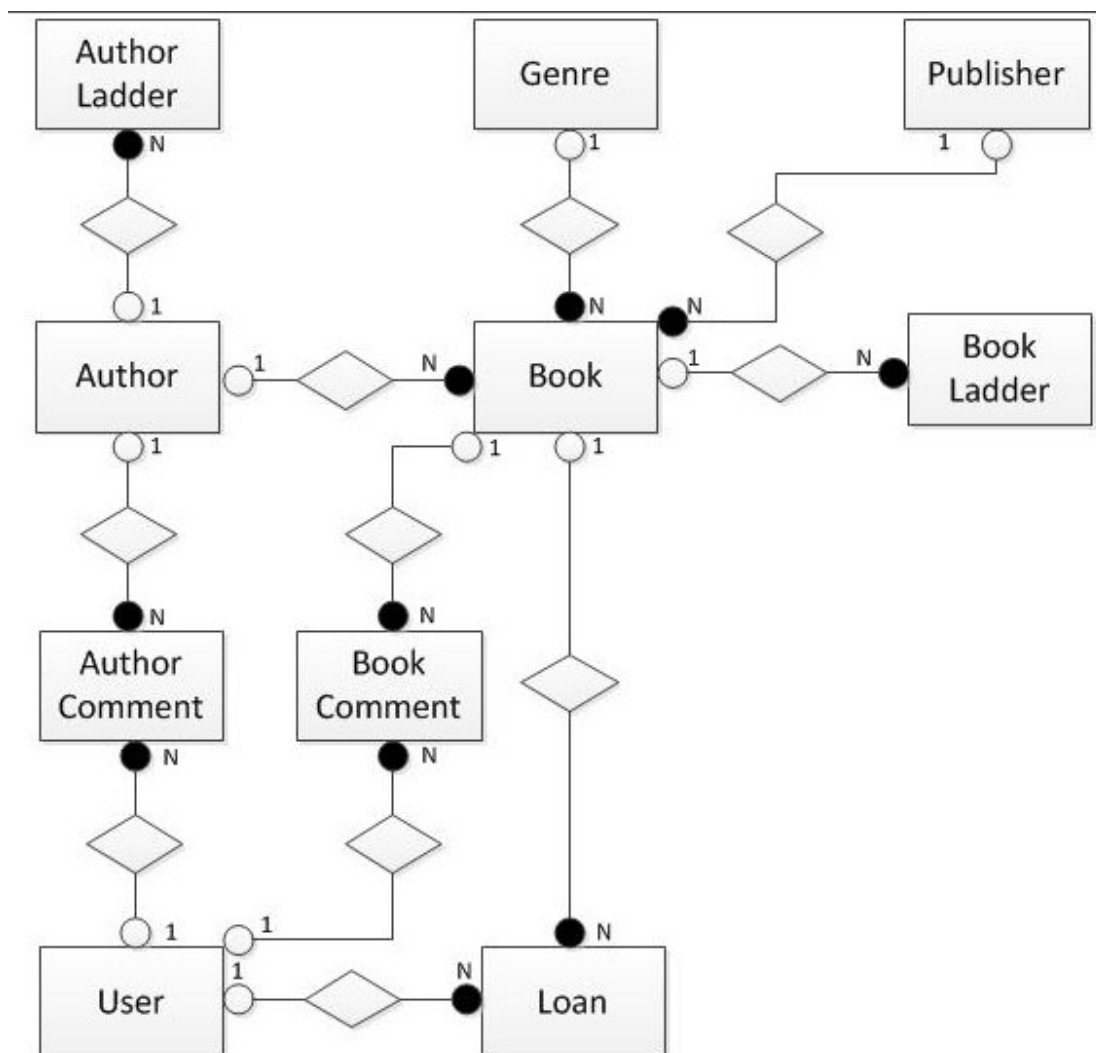 Author
Ladder
Genre
Publisher
N
1
1
1
N
N
Author
1
N
Book
1
N
Book
Ladder
1
1
1
N
N
Author
Comment
Book
Comment
N
N
1
1
N
User
1
N
Loan